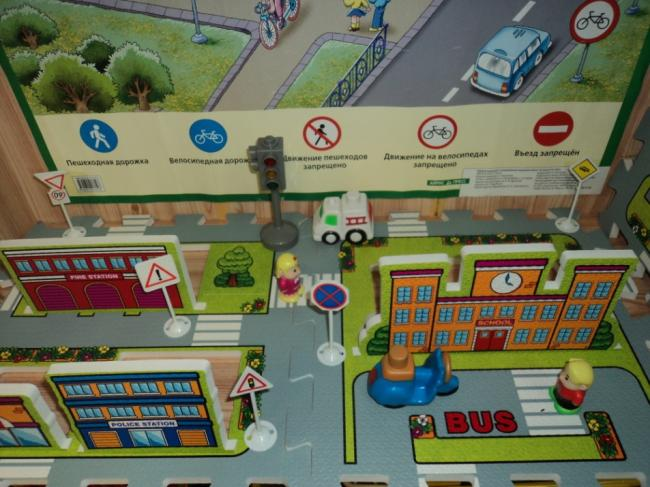 Пешеходная дорожка
Велосипедная дорож
Движение пешеходов
запрещено
Движение на велосипедах
запрещено
Въезд запрещён
FIRE STATION
SCHOOL
POLICE STATION
BUS